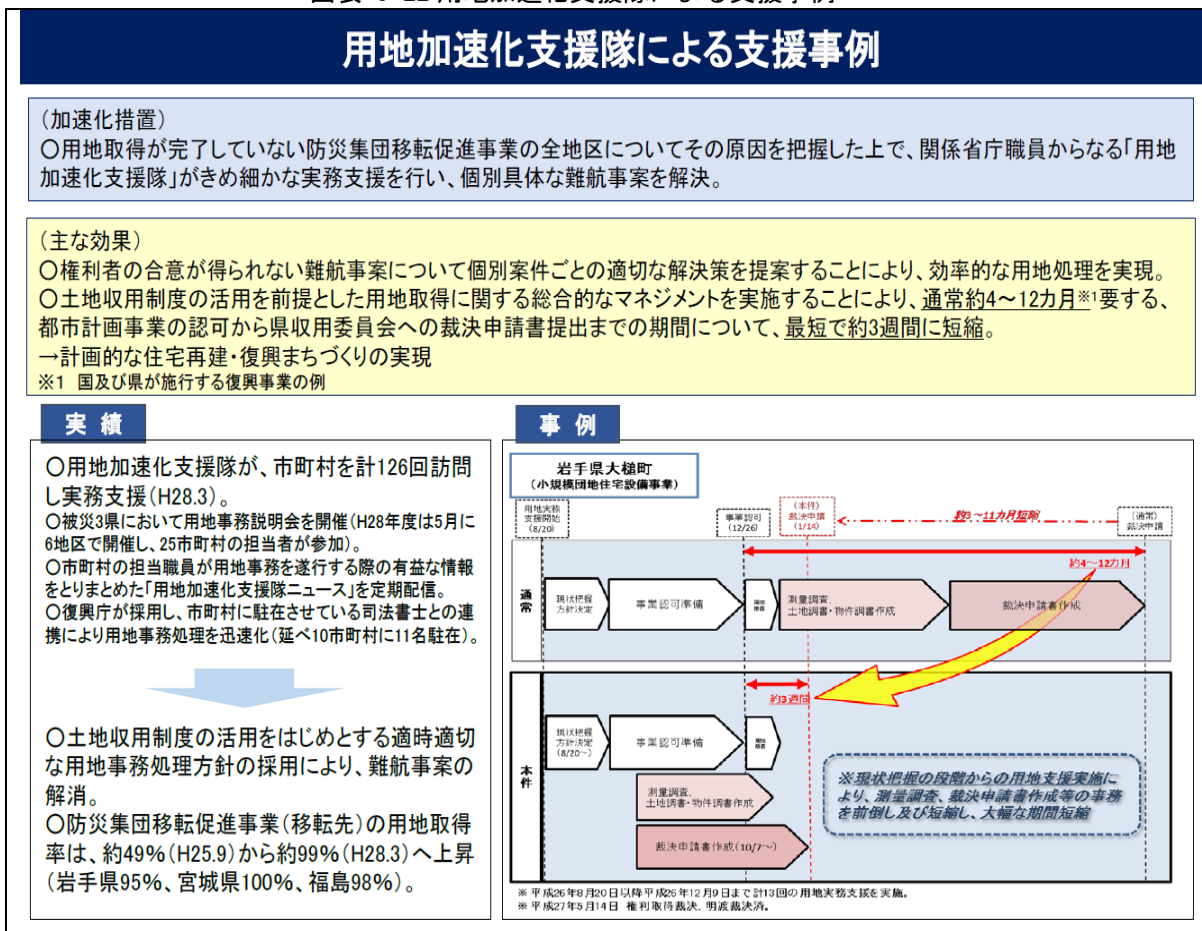 用地加速化支援隊による支援事例
（加速化措置）
○用地取得が完了していない防災集団移転促進事業の全地区についてその原因を把握した上で、関係省庁職員からなる「用地
加速化支援隊」がきめ細かな実務支援を行い、個別具体な難航事案を解決。
（主な効果）
○権利者の合意が得られない難航事案について個別案件ごとの適切な解決策を提案することにより、効率的な用地処理を実現。
○土地収用制度の活用を前提とした用地取得に関する総合的なマネジメントを実施することにより、通常約4～12カ月※1要する、
都市計画事業の認可から県収用委員会への裁決申請書提出までの期間について、最短で約3週間に短縮。
→計画的な住宅再建・復興まちづくりの実現
※1 国及び県が施行する復興事業の例
実 績
○用地加速化支援隊が、市町村を計126回訪問
し実務支援(H28.3)。
○被災3県において用地事務説明会を開催(H28年度は5月に
6地区で開催し、25市町村の担当者が参加)。
○市町村の担当職員が用地事務を遂行する際の有益な情報
をとりまとめた「用地加速化支援隊ニュース」を定期配信。
○復興庁が採用し、市町村に駐在させている司法書士との連
携により用地事務処理を迅速化(延べ10市町村に11名駐在)。
○土地収用制度の活用をはじめとする適時適切
な用地事務処理方針の採用により、難航事案の
解消。
○防災集団移転促進事業(移転先)の用地取得
率は、約49%(H25.9)から約99%(H28.3)へ上昇
(岩手県95%、宮城県100%、福島98%)。
事 例
岩手県大槌町
(小規模団地住宅設備事業)
用地実務
支援開始
(8/20)
事業認可
(12/26)
(本件)
裁決申請
(1/14)
約3～11カ月短縮
(通常)
裁決申請
約4～12カ月
通常
現状把握
方針決定
事業認可準備
測量調査、
土地調書・物件調書作成
裁決申請書作成
約3週間
本件
現状把握
方針決定
(8/20～)
事業認可準備
測量調査、
土地調書・物件調書作成
裁決申請書作成(10/7～)
※現状把握の段階からの用地支援実施に
より、測量調査、裁決申請書作成等の事務
を前倒し及び短縮し、大幅な期間短縮
※ 平成26年8月20日以降平成26年12月9日まで計13回の用地実務支援を実施。
※ 平成27年5月14日 権利取得裁決、明渡裁決済。